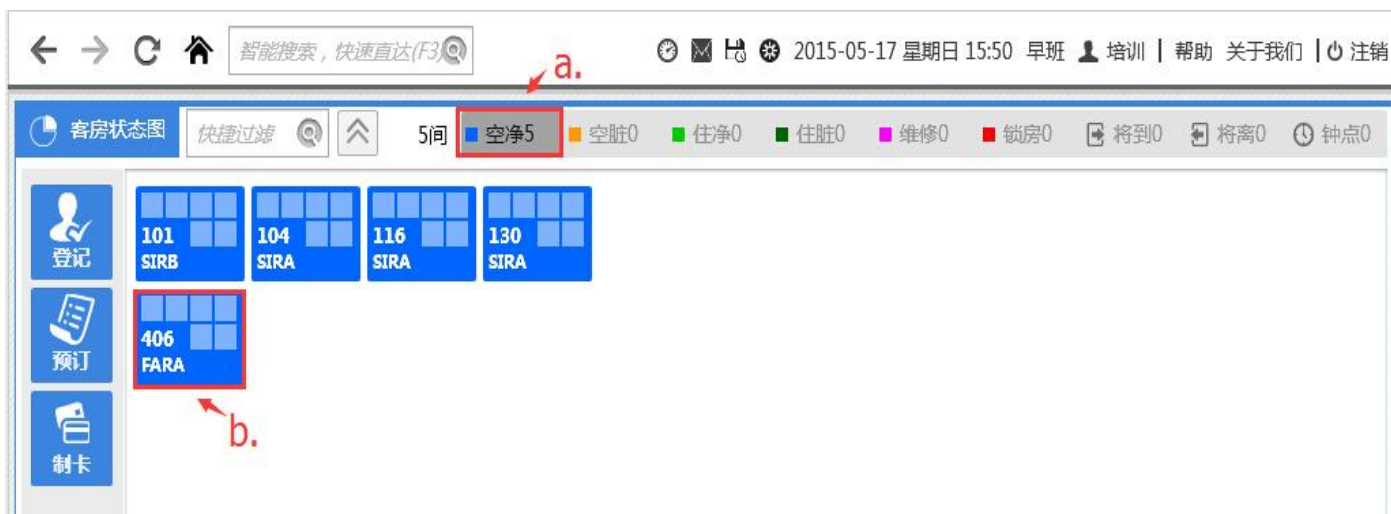 智能搜索，快速直达(F3)
2015-05-17 星期日 15:50 早班 培训 | 帮助 关于我们 | 注销
a.
客房状态图 快捷过滤 5间 空净5 空脏0 住净0 住脏0 维修0 锁房0 将到0 将离0 钟点0
登记
101
SIRB
104
SIRA
116
SIRA
130
SIRA
预订
406
FARA
b.
制卡